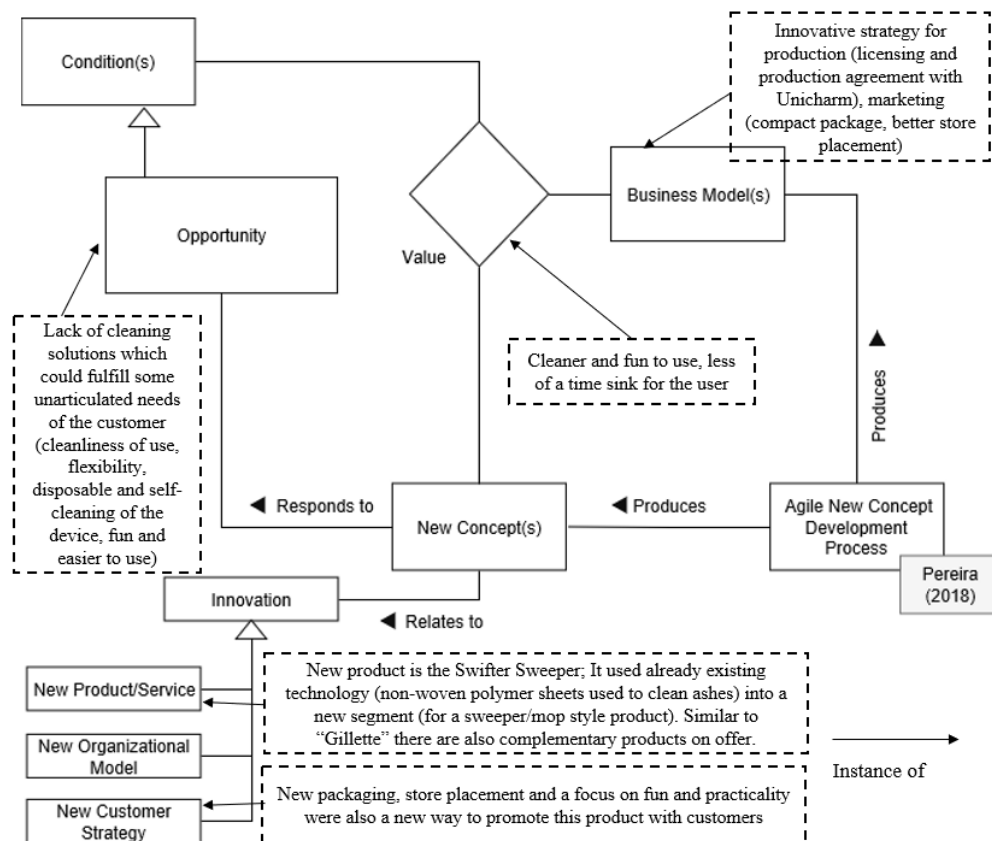 Condition(s)
Innovative strategy for
production (licensing and
production agreement with
Unicharm), marketing
(compact package, better store
placement)
Business Model(s)
Opportunity
Value
Lack of cleaning
solutions which
could fulfill some
unarticulated needs
of the customer
(cleanliness of use,
flexibility,
disposable and self-
cleaning of the
device, fun and
easier to use)
Cleaner and fun to use, less
of a time sink for the user
Produces
Responds to
New Concept(s)
Produces
Agile New Concept
Development
Process
Pereira
(2018)
Innovation
Relates to
New Product/Service
New product is the Swifter Sweeper; It used already existing
technology (non-woven polymer sheets used to clean ashes) into a
new segment (for a sweeper/mop style product). Similar to
“Gillette” there are also complementary products on offer.
New Organizational
Model
Instance of
New Customer
Strategy
New packaging, store placement and a focus on fun and practicality
were also a new way to promote this product with customers